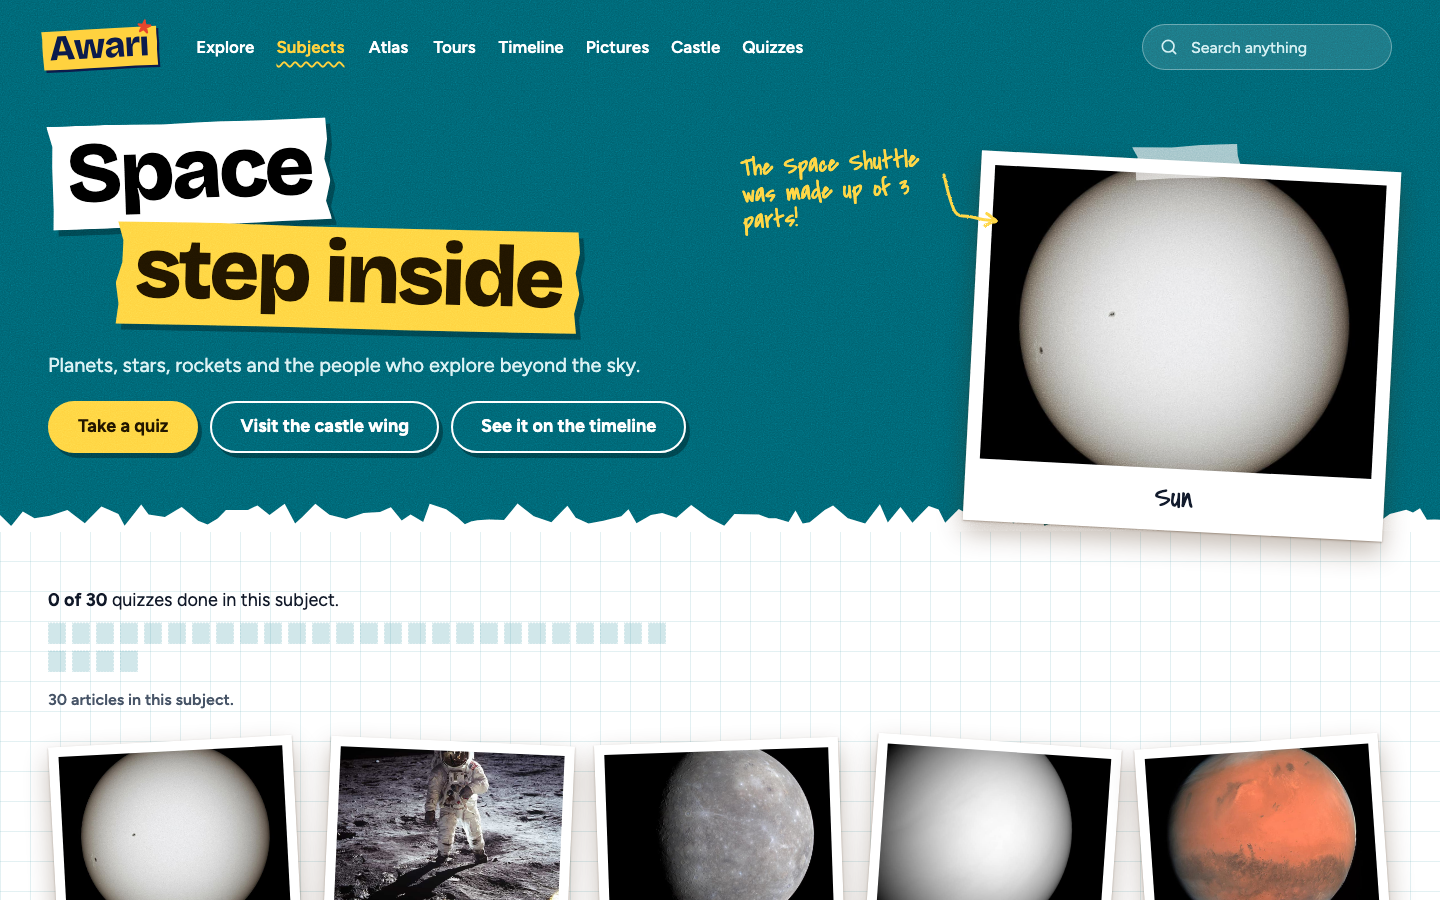 Awari
Explore
Subjects
Atlas
Tours
Timeline
Pictures
Castle
Quizzes
Search anything
Space
step inside
Planets, stars, rockets and the people who explore beyond the sky.
Take a quiz
Visit the castle wing
See it on the timeline
The Space Shuttle
was made up of 3
parts!
Sun
0 of 30 quizzes done in this subject.
30 articles in this subject.